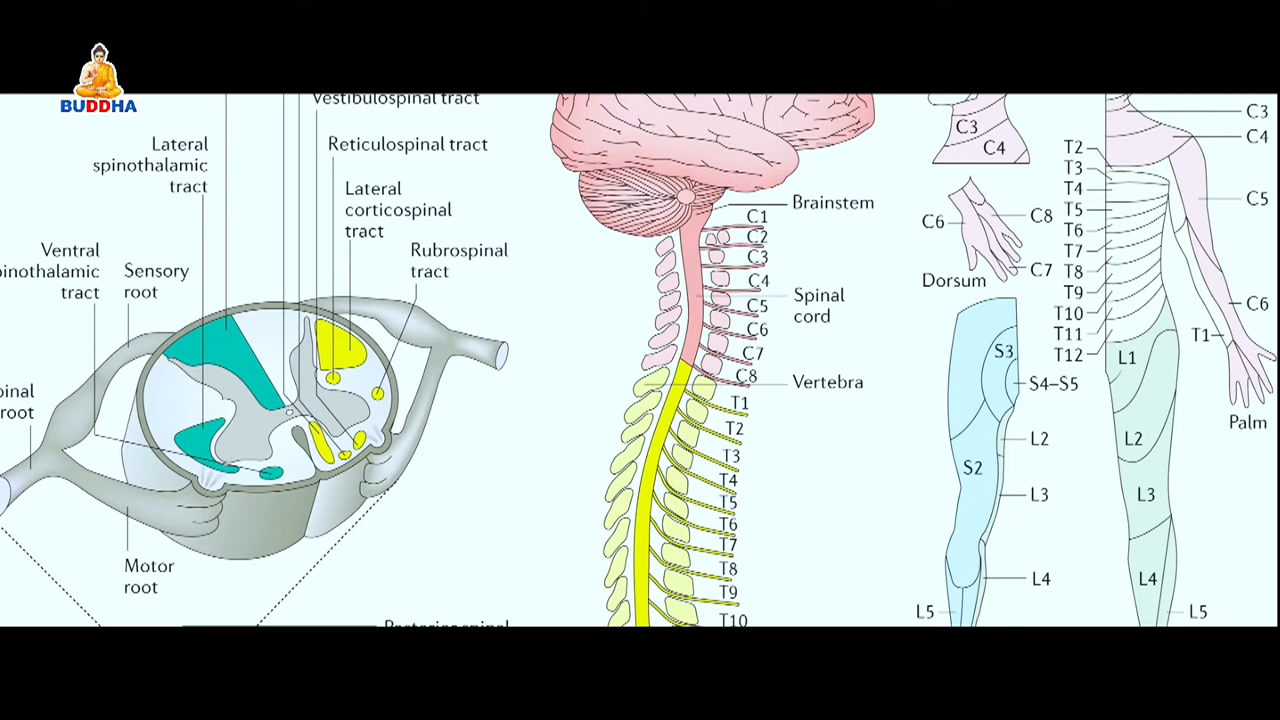 BUDDHA
Vestibulospinal tract
Lateral
spinothalamic
tract
Reticulospinal tract
Lateral
corticospinal
tract
Rubrospinal
tract
Ventral
pinothalamic
tract
Sensory
root
inal
root
Motor
root
Brainstem
Spinal
cord
Vertebra
C1
C2
C3
C4
C5
C6
C7
C8
T1
T2
T3
T4
T5
T6
T7
T8
T9
T10
C3
C4
C6
C8
C7
Dorsum
S3
S4–S5
L2
S2
L3
L4
L5
T2
T3
T4
T5
T6
T7
T8
T9
T10
T11
T12
C3
C4
C5
C6
T1
Palm
L1
L2
L3
L4
L5